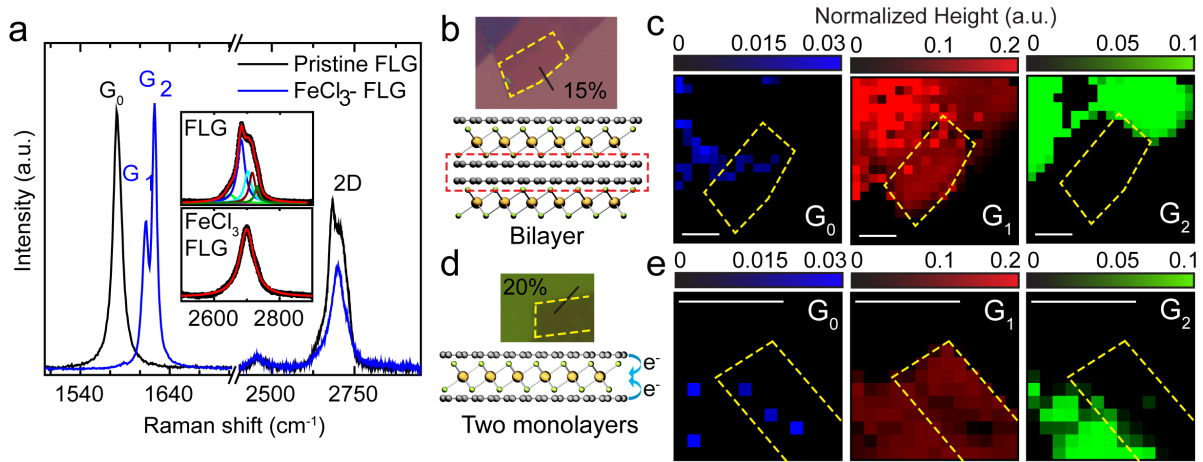 a
Intensity (a.u.)
Pristine FLG
FeCl3- FLG
G0
G1
G2
2D
FLG
FeCl3
FLG
2600 2800
1540 1640 2500 2750
Raman shift (cm-1)
b
15%
Bilayer
c
Normalized Height (a.u.)
0 0.015 0.03
0 0.1 0.2
0 0.05 0.1
G0
G1
G2
d
20%
e-
e-
Two monolayers
e
0 0.015 0.03
0 0.1 0.2
0 0.05 0.1
G0
G1
G2